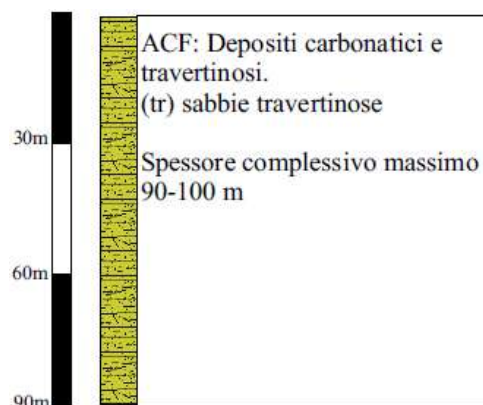 ACF: Depositi carbonatici e
travertinosi.
(tr) sabbie travertinose
Spessore complessivo massimo
90-100 m
30m
60m
90m